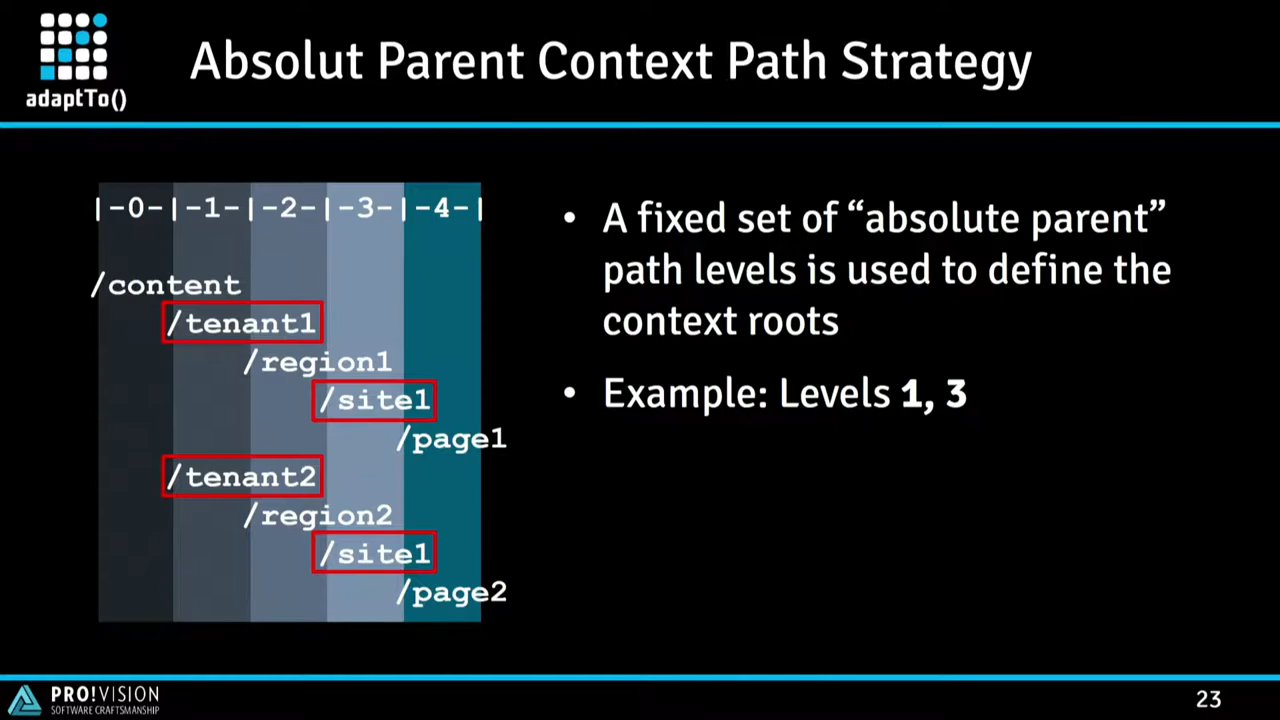 adaptTo()
Absolut Parent Context Path Strategy
|-0-|-1-|-2-|-3-|-4-|
/content
/tenant1
/region1
/site1
/page1
/tenant2
/region2
/site1
/page2
• A fixed set of “absolute parent”
path levels is used to define the
context roots
• Example: Levels 1, 3
PRO!VISION
SOFTWARE CRAFTSMANSHIP
23